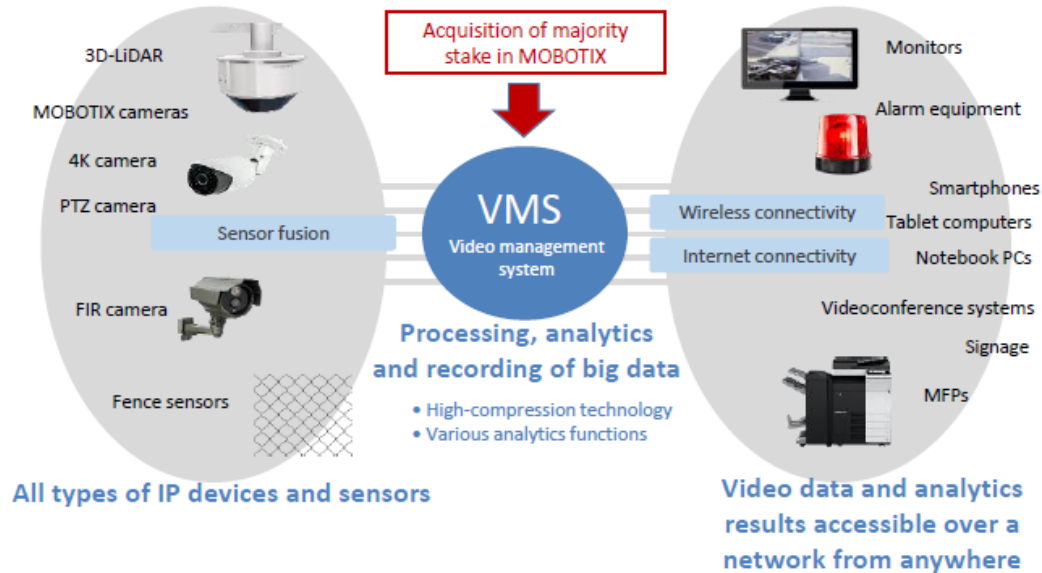 Acquisition of majority
stake in MOBOTIX
3D-LiDAR
MOBOTIX cameras
4K camera
PTZ camera
Sensor fusion
FIR camera
Fence sensors
All types of IP devices and sensors
VMS
Video management
system
Processing, analytics
and recording of big data
• High-compression technology
• Various analytics functions
Monitors
Alarm equipment
Smartphones
Wireless connectivity
Tablet computers
Internet connectivity
Notebook PCs
Videoconference systems
Signage
MFPs
Video data and analytics
results accessible over a
network from anywhere